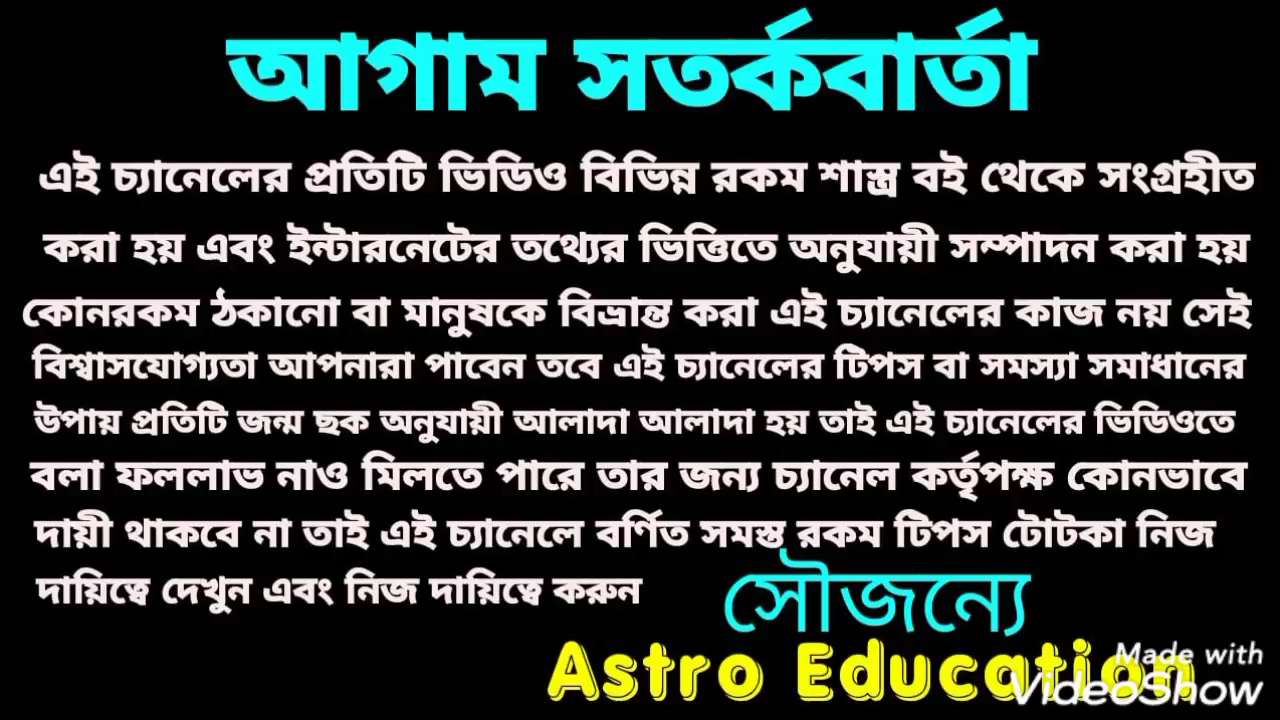 আগাম সতর্কবার্তা
এই চ্যানেলের প্রতিটি ভিডিও বিভিন্ন রকম শাস্ত্র বই থেকে সংগ্রহীত
করা হয় এবং ইন্টারনেটের তথ্যের ভিত্তিতে অনুযায়ী সম্পাদন করা হয়
কোনরকম ঠকানো বা মানুষকে বিভ্রান্ত করা এই চ্যানেলের কাজ নয় সেই
বিশ্বাসযোগ্যতা আপনারা পাবেন তবে এই চ্যানেলের টিপস বা সমস্যা সমাধানের
উপায় প্রতিটি জন্ম ছক অনুযায়ী আলাদা আলাদা হয় তাই এই চ্যানেলের ভিডিওতে
বলা ফললাভ নাও মিলতে পারে তার জন্য চ্যানেল কর্তৃপক্ষ কোনভাবে
দায়ী থাকবে না তাই এই চ্যানেলে বর্ণিত সমস্ত রকম টিপস টোটকা নিজ
দায়িত্বে দেখুন এবং নিজ দায়িত্বে করুন
সৌজন্যে
Astro Education
Made with
VideoShow